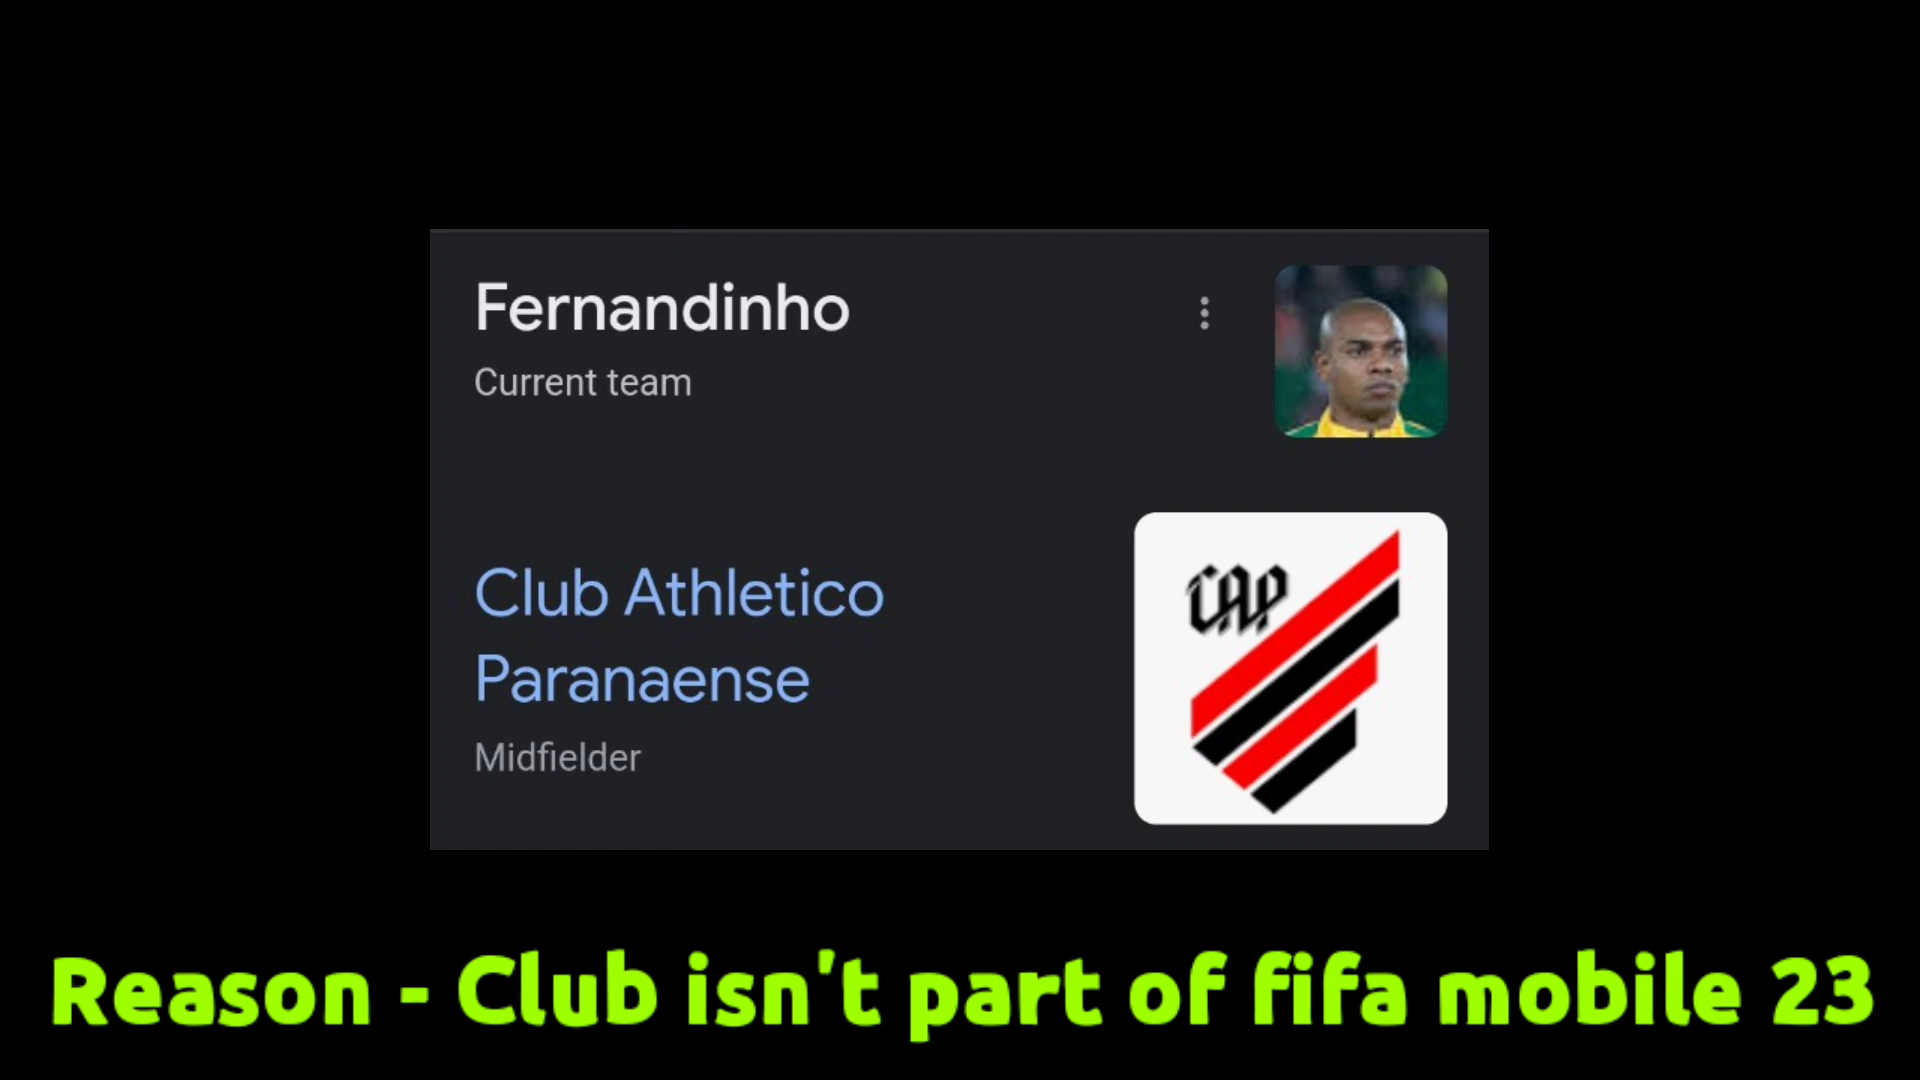 Fernandinho
Current team
CAP
Club Athletico
Paranaense
Midfielder
Reason - Club isn't part of fifa mobile 23